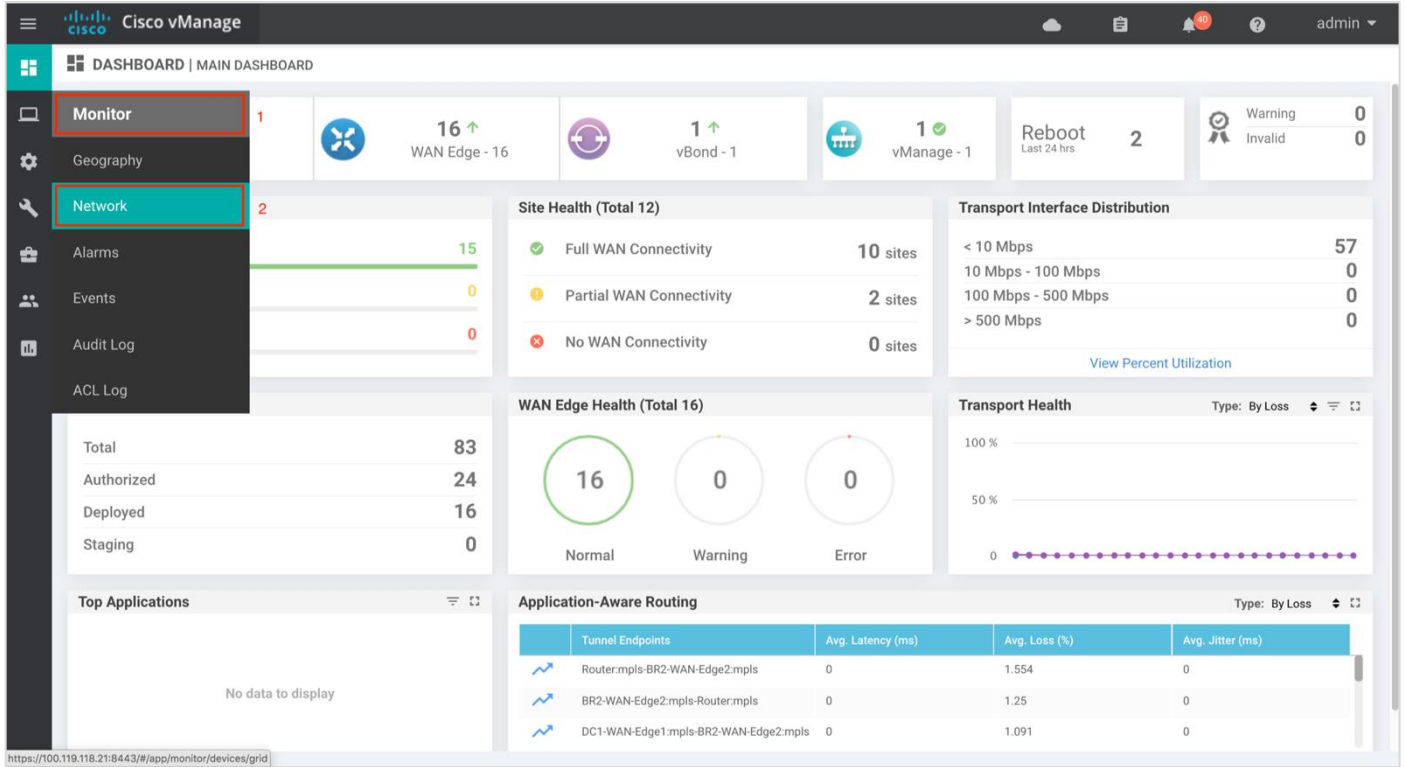 cisco Cisco vManage
40
admin
DASHBOARD | MAIN DASHBOARD
Monitor 1
Geography
Network 2
Alarms
Events
Audit Log
ACL Log
16
WAN Edge - 16
1
vBond - 1
1
vManage - 1
Reboot
Last 24 hrs
2
Warning 0
Invalid 0
15
0
0
Site Health (Total 12)
Full WAN Connectivity 10 sites
Partial WAN Connectivity 2 sites
No WAN Connectivity 0 sites
Transport Interface Distribution
< 10 Mbps 57
10 Mbps - 100 Mbps 0
100 Mbps - 500 Mbps 0
> 500 Mbps 0
View Percent Utilization
Total 83
Authorized 24
Deployed 16
Staging 0
WAN Edge Health (Total 16)
16 0 0
Normal Warning Error
Transport Health Type: By Loss
100 %
50 %
0
Top Applications
No data to display
Application-Aware Routing Type: By Loss
Tunnel Endpoints Avg. Latency (ms) Avg. Loss (%) Avg. Jitter (ms)
Router:mpls-BR2-WAN-Edge2:mpls 0 1.554 0
BR2-WAN-Edge2:mpls-Router:mpls 0 1.25 0
DC1-WAN-Edge1:mpls-BR2-WAN-Edge2:mpls 0 1.091 0
https://100.119.118.21:8443/#/app/monitor/devices/grid